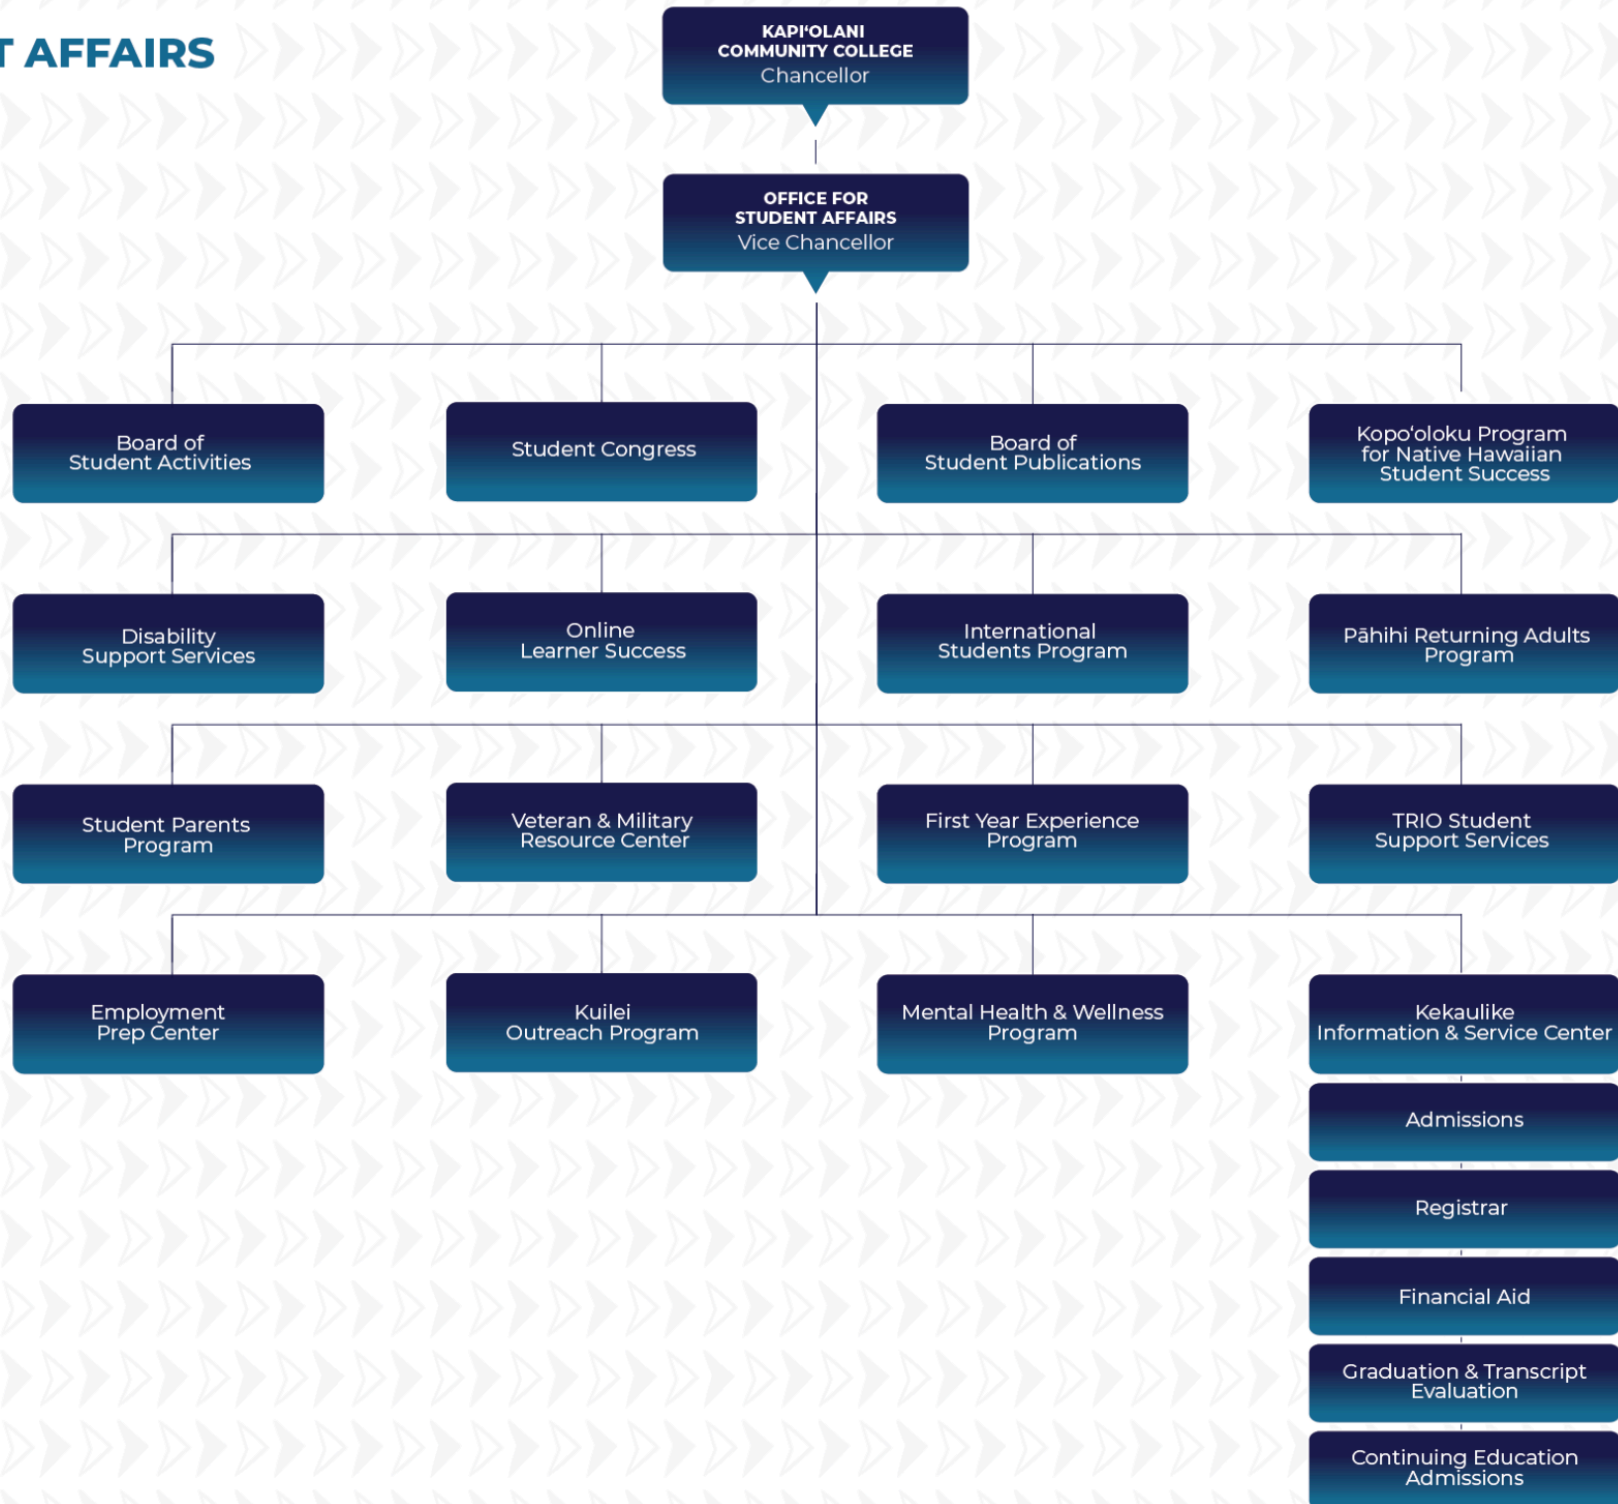 T AFFAIRS
KAPIʻOLANI
COMMUNITY COLLEGE
Chancellor
OFFICE FOR
STUDENT AFFAIRS
Vice Chancellor
Board of
Student Activities
Student Congress
Board of
Student Publications
Kopoʻoloku Program
for Native Hawaiian
Student Success
Disability
Support Services
Online
Learner Success
International
Students Program
Pāhihi Returning Adults
Program
Student Parents
Program
Veteran & Military
Resource Center
First Year Experience
Program
TRIO Student
Support Services
Employment
Prep Center
Kuilei
Outreach Program
Mental Health & Wellness
Program
Kekaulike
Information & Service Center
Admissions
Registrar
Financial Aid
Graduation & Transcript
Evaluation
Continuing Education
Admissions